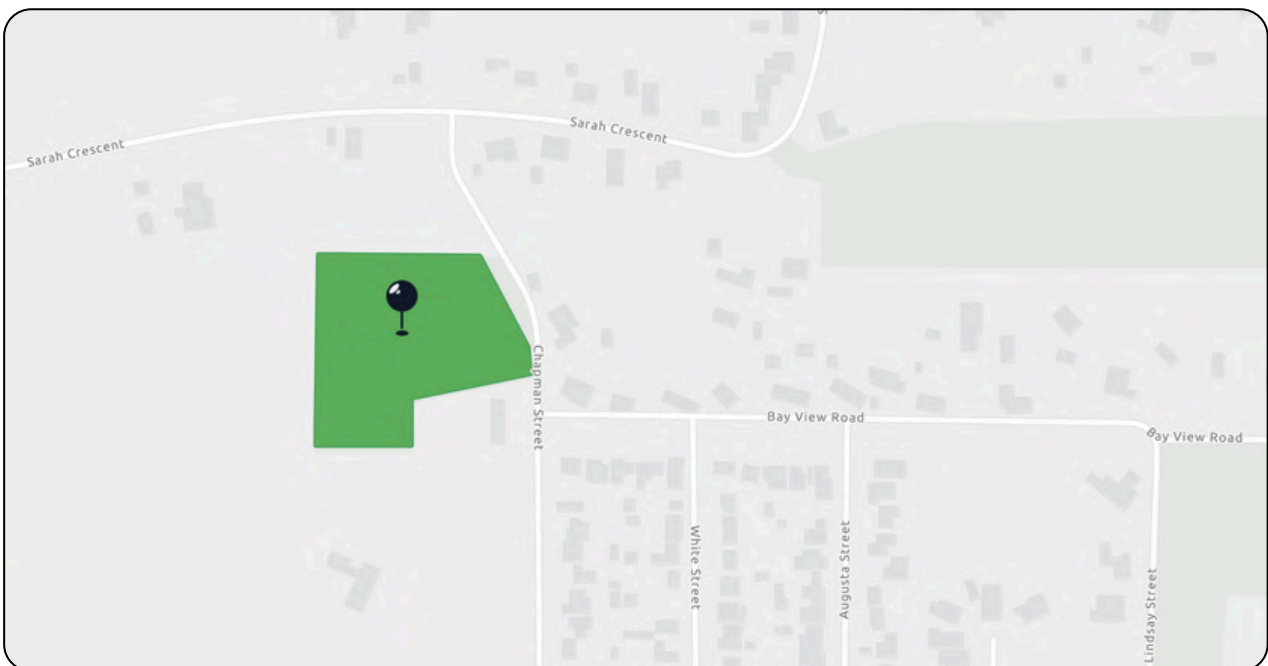 Sarah Crescent
Sarah Crescent
Chapman Street
Bay View Road
Bay View Road
White Street
Augusta Street
Lindsay Street